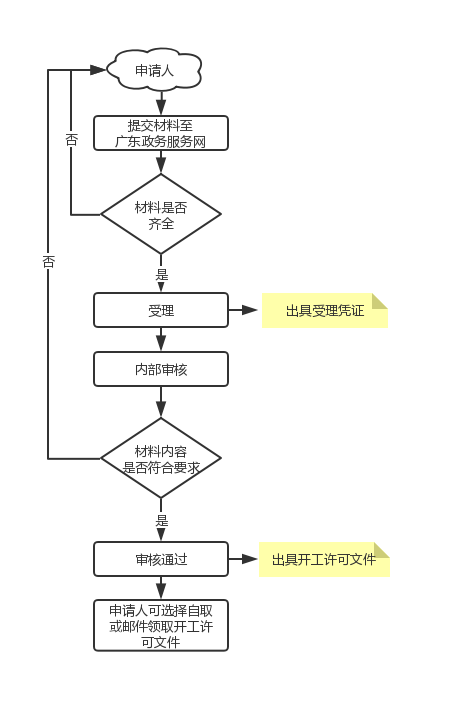 申请人
提交材料至
广东政务服务网
否
材料是否
齐全
否
是
受理
出具受理凭证
内部审核
材料内容
是否符合要求
是
审核通过
出具开工许可文件
申请人可选择自取
或邮件领取开工许
可文件